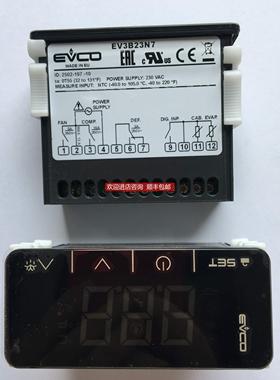 EVCO
MADE IN EU
EV3B23N7
EAC
c us
ID: 2502-197 -10
ta: 0T55 (32 to 131°F)
POWER SUPPLY: 230 VAC
MEASURE INPUT: NTC (-40.0 to 105.0 °C, -40 to 220 °F)
POWER
SUPPLY
FAN
COMP.
DEF.
DIG. INP.
CAB.
EVAP.
1 2 3 4 5 6 7
9 10 11 12
欢迎进店咨询 顺丰包邮
SET
EVCO